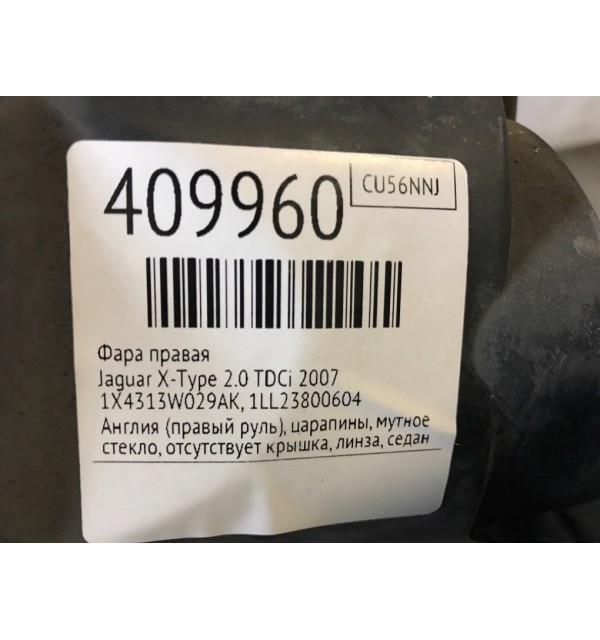 409960
CU56NNJ
Фара правая
Jaguar X-Type 2.0 TDCi 2007
1X4313W029AK, 1LL23800604
Англия (правый руль), царапины, мутное
стекло, отсутствует крышка, линза, седан